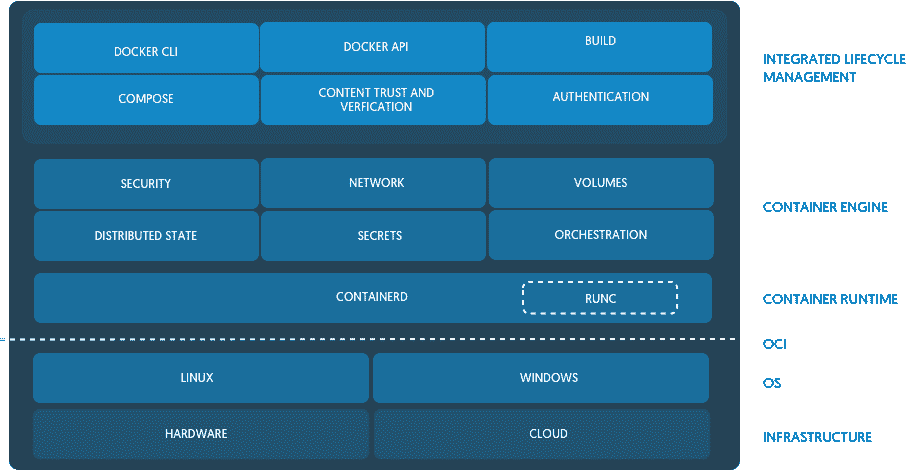 DOCKER CLI
DOCKER API
BUILD
INTEGRATED LIFECYCLE
MANAGEMENT
COMPOSE
CONTENT TRUST AND
VERFICATION
AUTHENTICATION
SECURITY
NETWORK
VOLUMES
CONTAINER ENGINE
DISTRIBUTED STATE
SECRETS
ORCHESTRATION
CONTAINERD
RUNC
CONTAINER RUNTIME
OCI
LINUX
WINDOWS
OS
HARDWARE
CLOUD
INFRASTRUCTURE